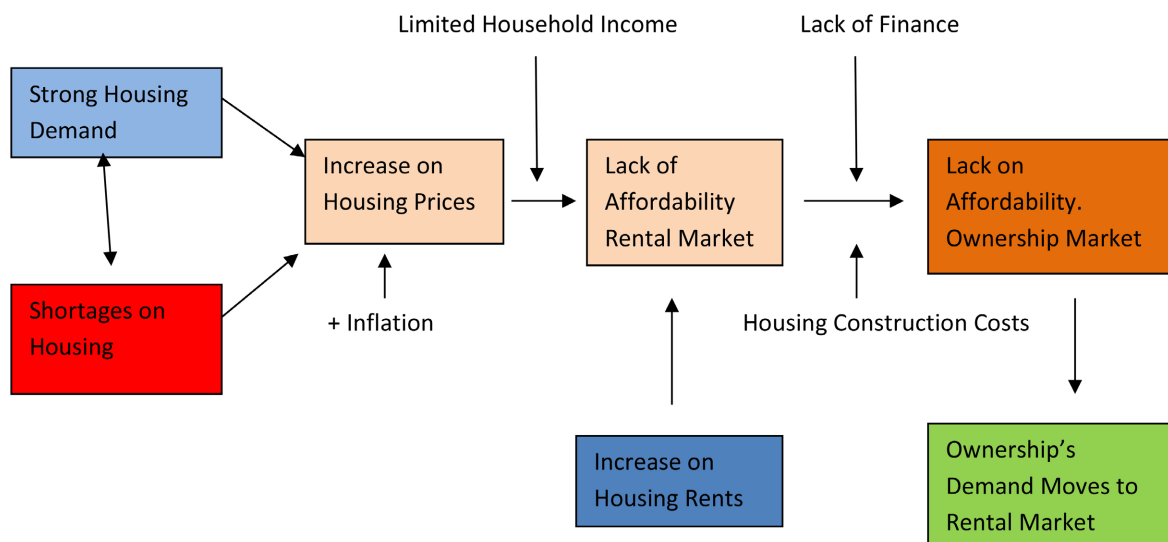 Limited Household Income
Lack of Finance
Strong Housing
Demand
Increase on
Housing Prices
Lack of
Affordability
Rental Market
Lack on
Affordability.
Ownership Market
Shortages on
Housing
+ Inflation
Housing Construction Costs
Increase on
Housing Rents
Ownership’s
Demand Moves to
Rental Market